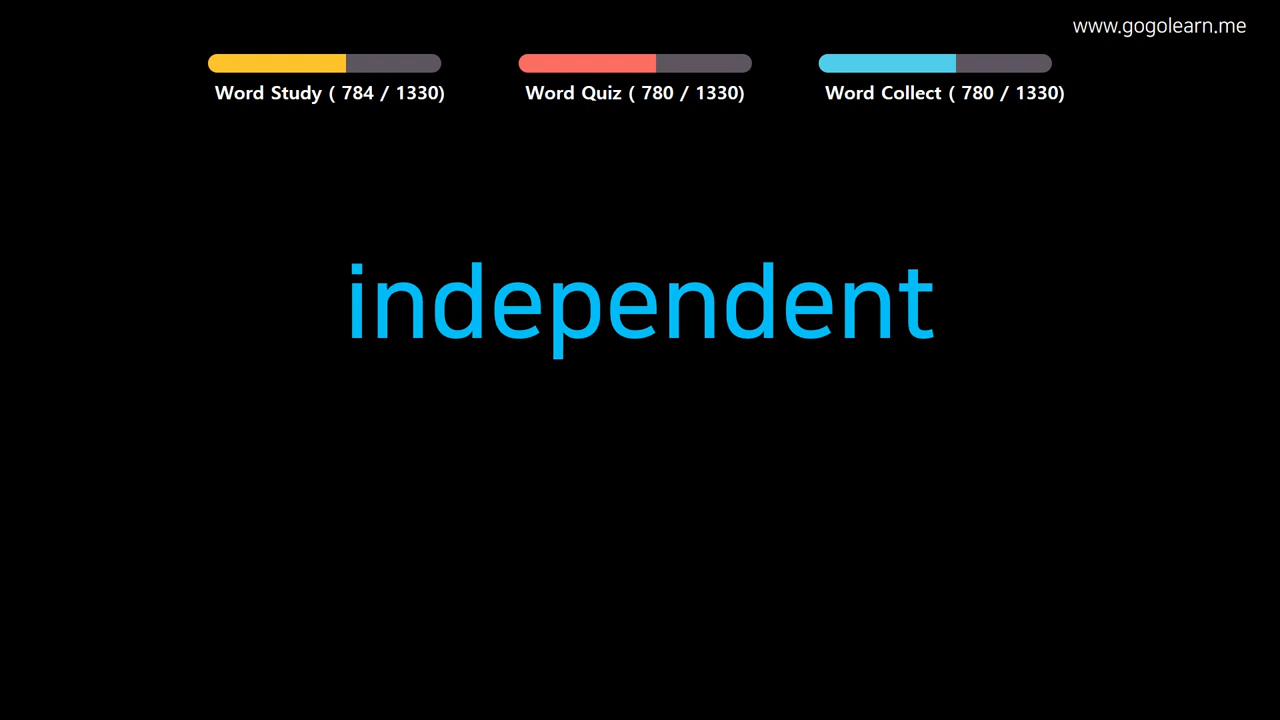 www.gogolearn.me
Word Study ( 784 / 1330)
Word Quiz ( 780 / 1330)
Word Collect ( 780 / 1330)
independent